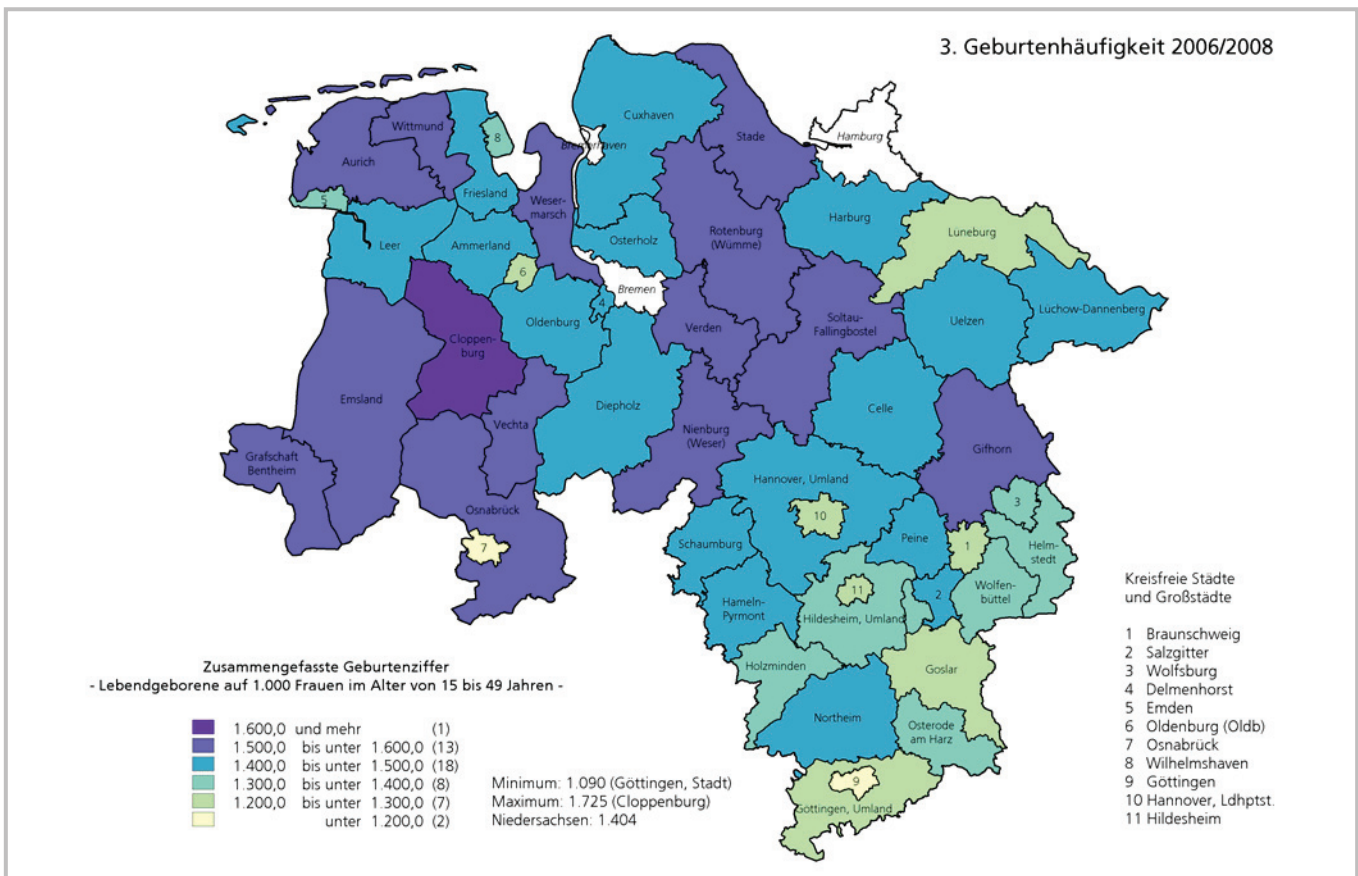 3. Geburtenhäufigkeit 2006/2008
Cuxhaven
Stade
Hamburg
Wittmund
8
Bremerhaven
Aurich
Friesland
5
Weser-
marsch
Harburg
Lüneburg
Rotenburg
(Wümme)
Leer
Ammerland
Osterholz
6
Bremen
4
Oldenburg
Verden
Soltau-
Fallingbostel
Uelzen
Lüchow-Dannenberg
Cloppen-
burg
Emsland
Vechta
Diepholz
Nienburg
(Weser)
Celle
Gifhorn
Grafschaft
Bentheim
Hannover, Umland
3
Osnabrück
10
7
Schaumburg
Peine
1
Helm-
stedt
11
2
Wolfen-
büttel
Hameln-
Pyrmont
Hildesheim, Umland
Holzminden
Goslar
Northeim
Osterode
am Harz
9
Göttingen, Umland
Kreisfreie Städte
und Großstädte
1 Braunschweig
2 Salzgitter
3 Wolfsburg
4 Delmenhorst
5 Emden
6 Oldenburg (Oldb)
7 Osnabrück
8 Wilhelmshaven
9 Göttingen
10 Hannover, Ldhptst.
11 Hildesheim
Zusammengefasste Geburtenziffer
- Lebendgeborene auf 1.000 Frauen im Alter von 15 bis 49 Jahren -
1.600,0 und mehr (1)
1.500,0 bis unter 1.600,0 (13)
1.400,0 bis unter 1.500,0 (18)
1.300,0 bis unter 1.400,0 (8)
1.200,0 bis unter 1.300,0 (7)
unter 1.200,0 (2)
Minimum: 1.090 (Göttingen, Stadt)
Maximum: 1.725 (Cloppenburg)
Niedersachsen: 1.404